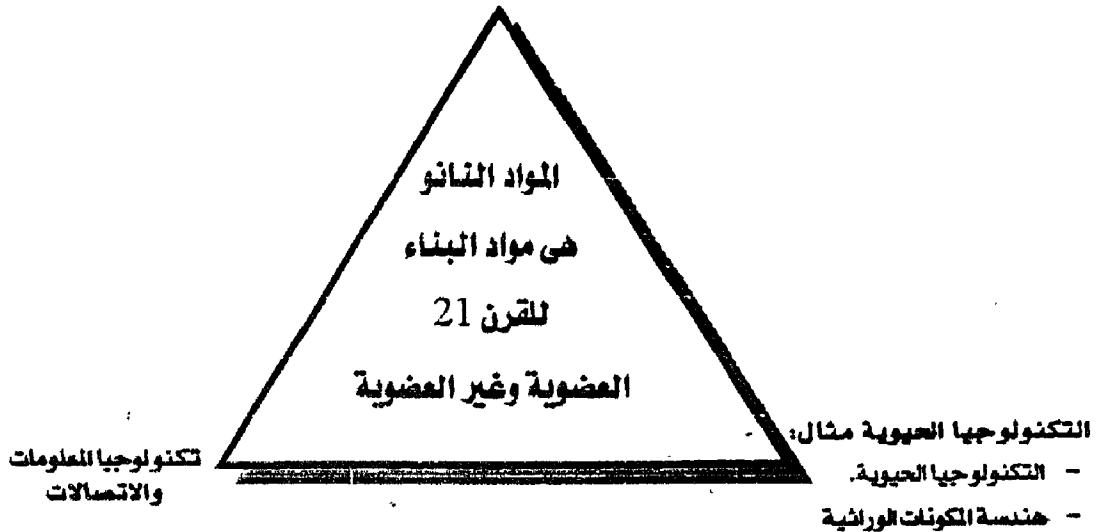 المواد النانو
هى مواد البناء
للقرن 21
العضوية وغير العضوية
التكنولوجيا الحيوية مثال:
- التكنولوجيا الحيوية.
- هندسة المكونات الوراثية
تكنولوجيا المعلومات
والاتصالات